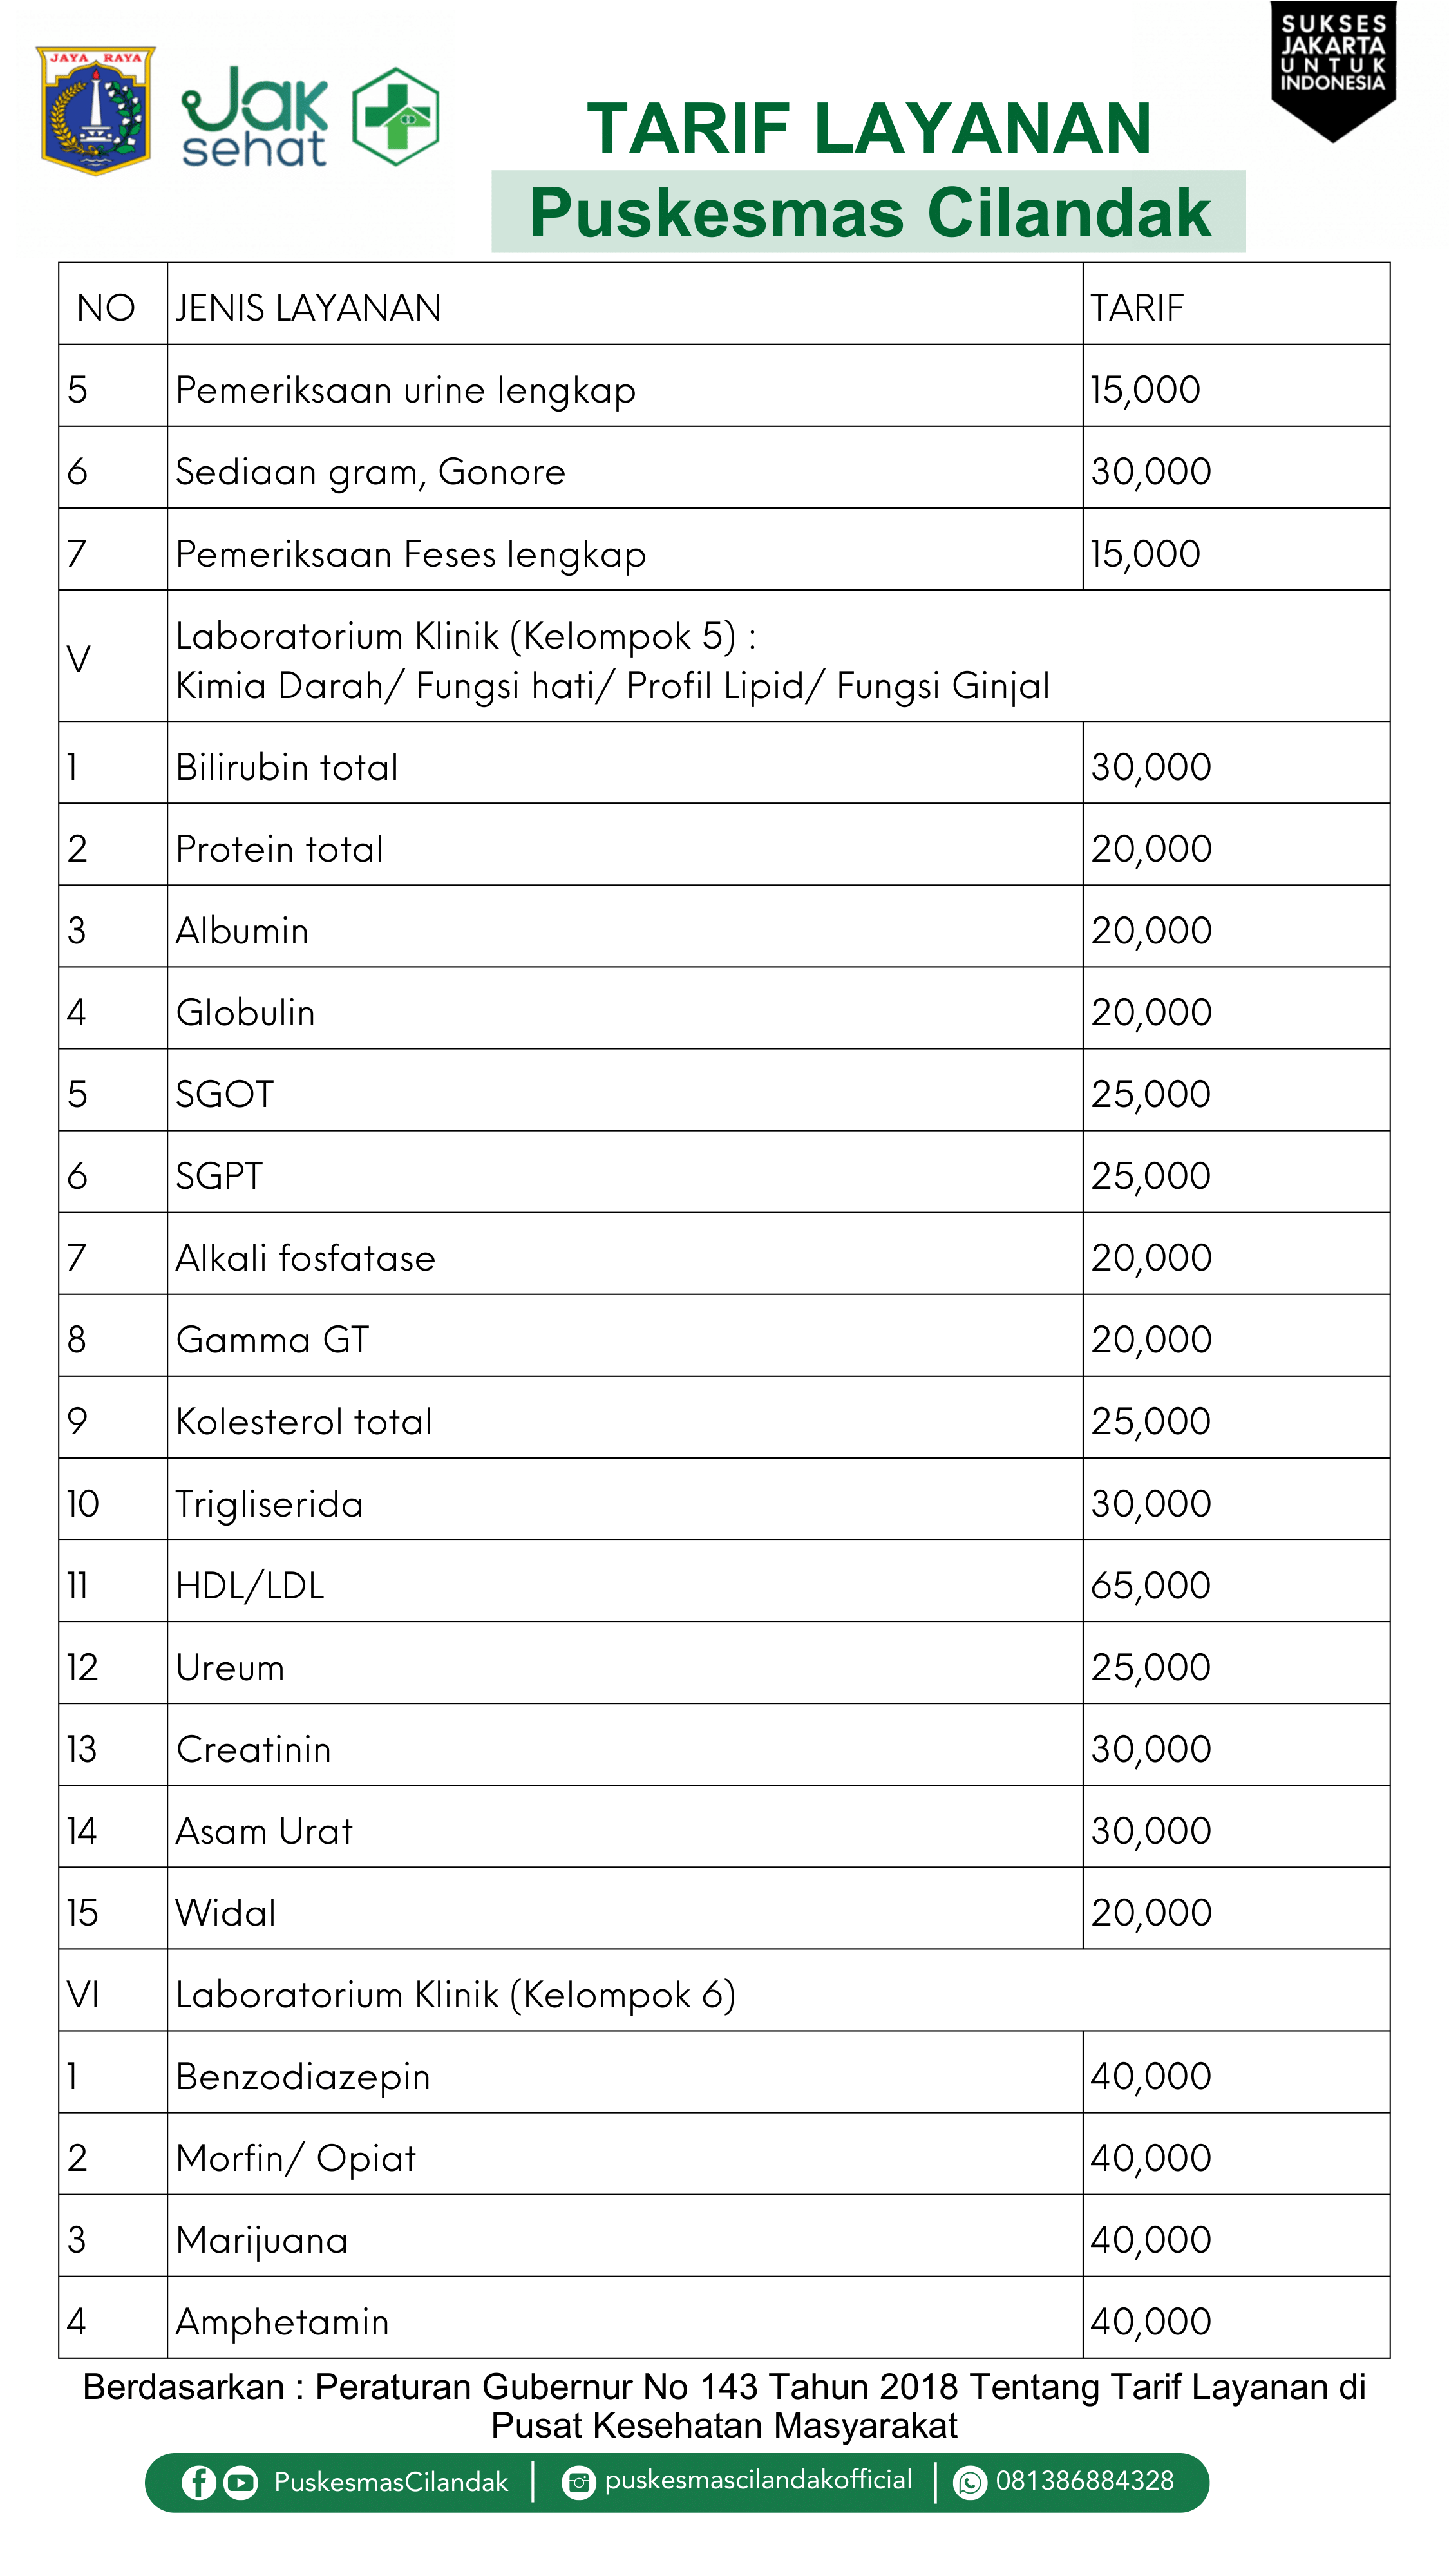 JAYA RAYA
Jak
sehat
SUKSES
JAKARTA
UNTUK
INDONESIA
TARIF LAYANAN
Puskesmas Cilandak
NO JENIS LAYANAN TARIF
5 Pemeriksaan urine lengkap 15,000
6 Sediaan gram, Gonore 30,000
7 Pemeriksaan Feses lengkap 15,000
V Laboratorium Klinik (Kelompok 5) :
Kimia Darah/ Fungsi hati/ Profil Lipid/ Fungsi Ginjal
1 Bilirubin total 30,000
2 Protein total 20,000
3 Albumin 20,000
4 Globulin 20,000
5 SGOT 25,000
6 SGPT 25,000
7 Alkali fosfatase 20,000
8 Gamma GT 20,000
9 Kolesterol total 25,000
10 Trigliserida 30,000
11 HDL/LDL 65,000
12 Ureum 25,000
13 Creatinin 30,000
14 Asam Urat 30,000
15 Widal 20,000
VI Laboratorium Klinik (Kelompok 6)
1 Benzodiazepin 40,000
2 Morfin/ Opiat 40,000
3 Marijuana 40,000
4 Amphetamin 40,000
Berdasarkan : Peraturan Gubernur No 143 Tahun 2018 Tentang Tarif Layanan di
Pusat Kesehatan Masyarakat
PuskesmasCilandak | puskesmascilandakofficial | 081386884328